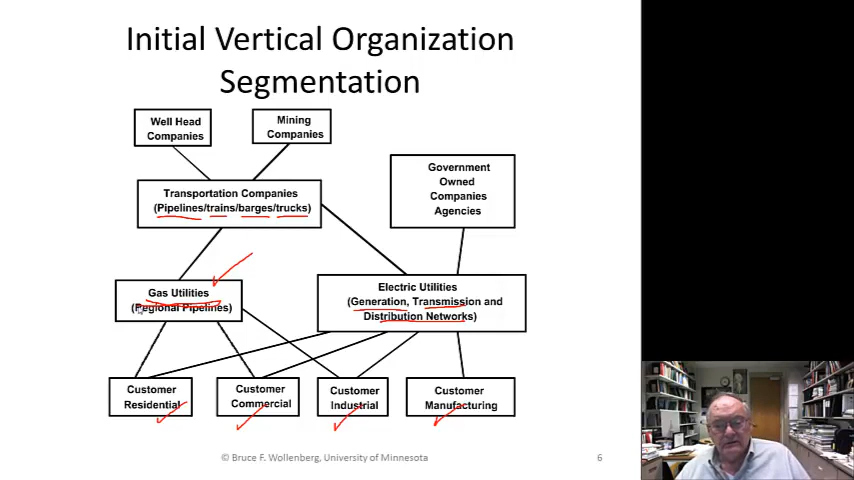 Initial Vertical Organization
Segmentation
Well Head
Companies
Mining
Companies
Transportation Companies
(Pipelines/trains/barges/trucks)
Government
Owned
Companies
Agencies
Gas Utilities
(Regional Pipelines)
Electric Utilities
(Generation, Transmission and
Distribution Networks)
Customer
Residential
Customer
Commercial
Customer
Industrial
Customer
Manufacturing
© Bruce F. Wollenberg, University of Minnesota
6